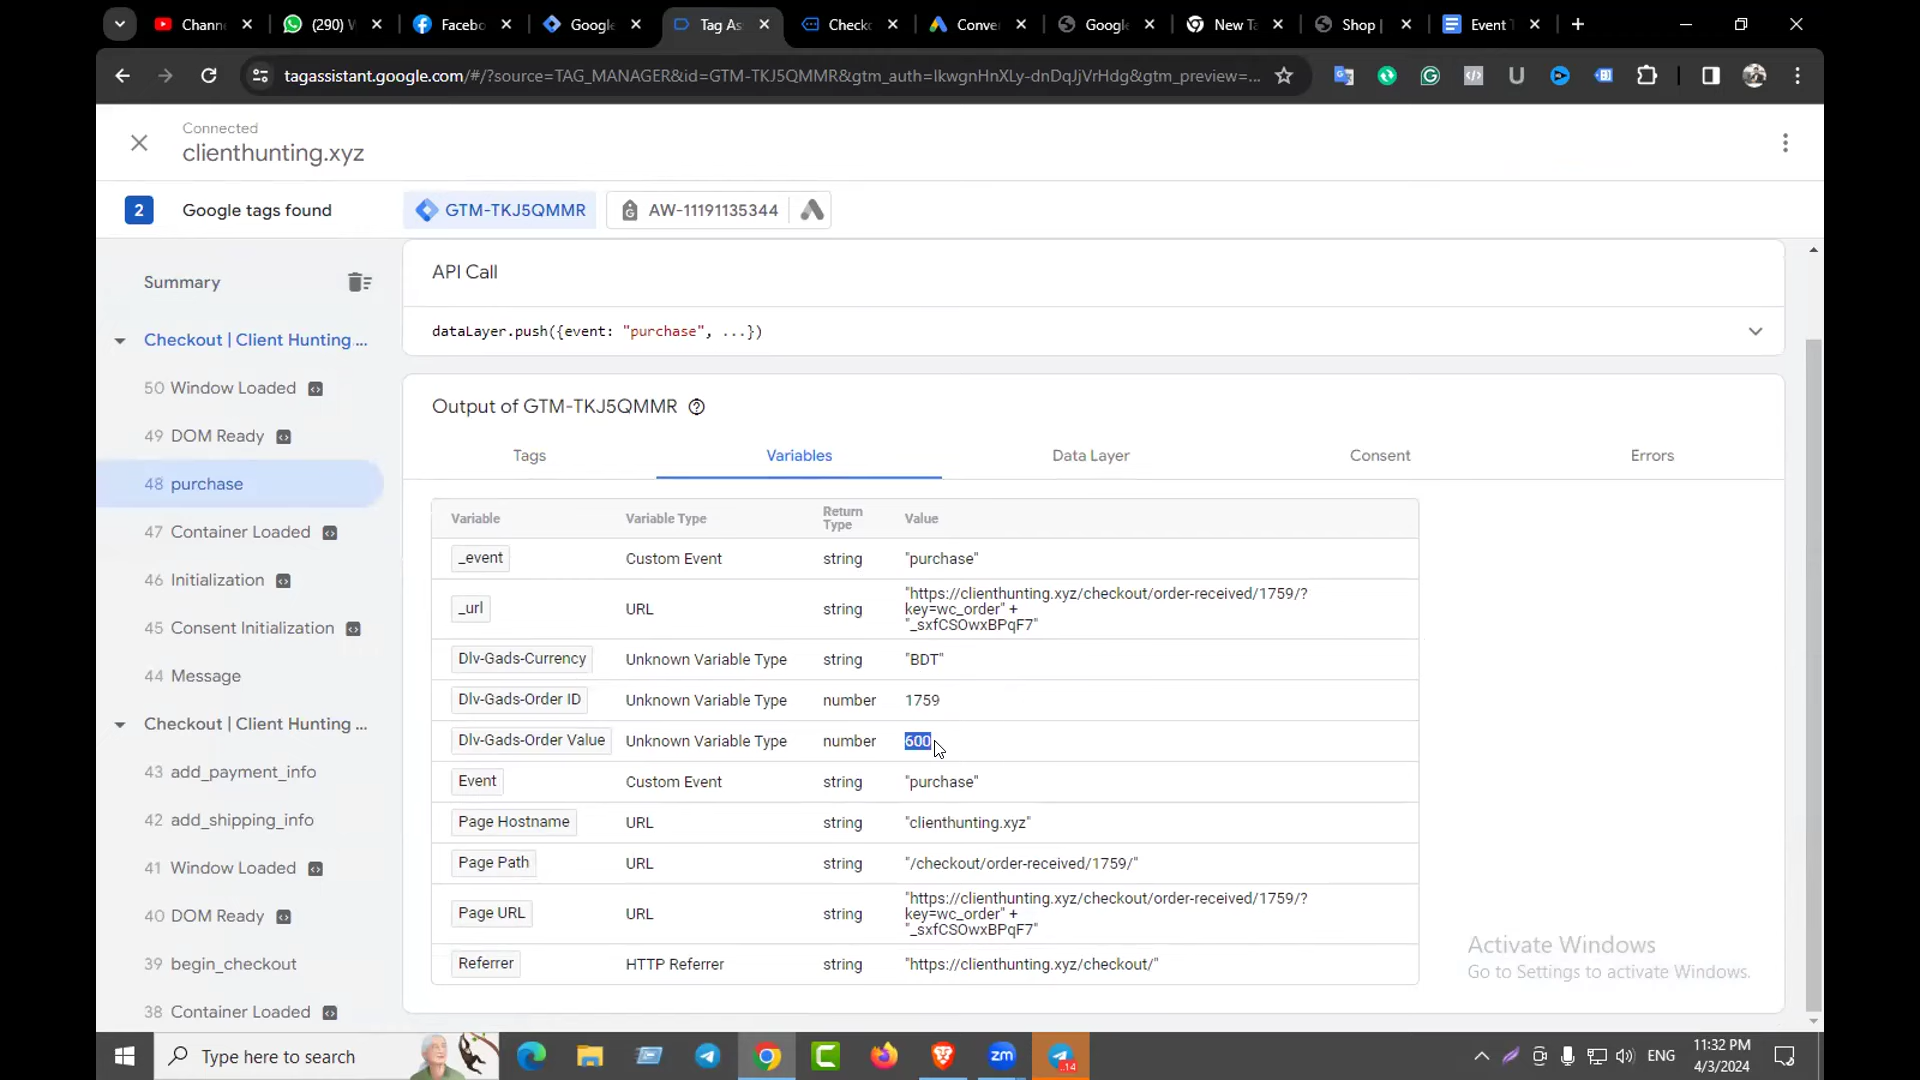 Channe
(290) W
Facebo
Google
Tag As
Checko
Conver
Google
New Ta
Shop |
Event T
tagassistant.google.com/#/?source=TAG_MANAGER&id=GTM-TKJ5QMMR&gtm_auth=lkwgnHnXLy-dnDqJjVrHdg&gtm_preview=...
Connected
clienthunting.xyz
2
Google tags found
GTM-TKJ5QMMR
AW-11191135344
Summary
Checkout | Client Hunting ...
50 Window Loaded
49 DOM Ready
48 purchase
47 Container Loaded
46 Initialization
45 Consent Initialization
44 Message
Checkout | Client Hunting ...
43 add_payment_info
42 add_shipping_info
41 Window Loaded
40 DOM Ready
39 begin_checkout
38 Container Loaded
API Call
dataLayer.push({event: "purchase", ...})
Output of GTM-TKJ5QMMR
Tags
Variables
Data Layer
Consent
Errors
Variable Variable Type Return Type Value
_event Custom Event string "purchase"
_url URL string "https://clienthunting.xyz/checkout/order-received/1759/?
key=wc_order" +
"_sxfCSOwxBPqF7"
Dlv-Gads-Currency Unknown Variable Type string "BDT"
Dlv-Gads-Order ID Unknown Variable Type number 1759
Dlv-Gads-Order Value Unknown Variable Type number 600
Event Custom Event string "purchase"
Page Hostname URL string "clienthunting.xyz"
Page Path URL string "/checkout/order-received/1759/"
Page URL URL string "https://clienthunting.xyz/checkout/order-received/1759/?
key=wc_order" +
"_sxfCSOwxBPqF7"
Referrer HTTP Referrer string "https://clienthunting.xyz/checkout/"
Activate Windows
Go to Settings to activate Windows.
Type here to search
zm
..14
ENG
11:32 PM
4/3/2024